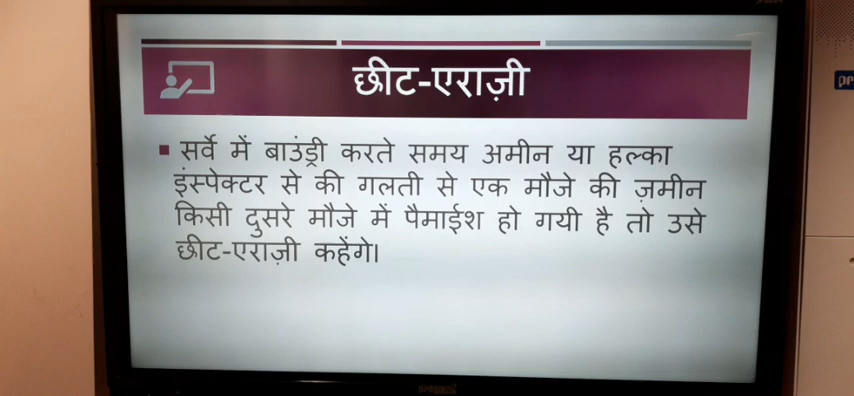 छीट-एराज़ी
▪ सर्वे में बाउंड्री करते समय अमीन या हल्का
इंस्पेक्टर से की गलती से एक मौजे की ज़मीन
किसी दुसरे मौजे में पैमाईश हो गयी है तो उसे
छीट-एराज़ी कहेंगे।